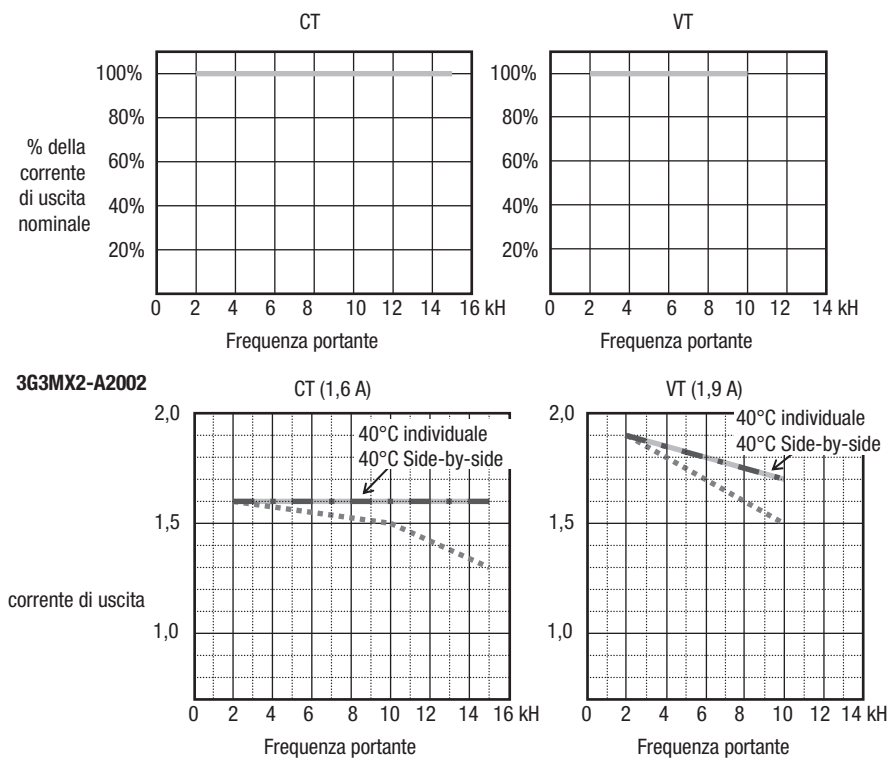 CT
100%
80%
60%
40%
20%
% della
corrente
di uscita
nominale
0 2 4 6 8 10 12 14 16 kH
Frequenza portante
VT
100%
80%
60%
40%
20%
0 2 4 6 8 10 12 14 kH
Frequenza portante
3G3MX2-A2002
CT (1,6 A)
2,0
1,5
1,0
40°C individuale
40°C Side-by-side
corrente di uscita
0 2 4 6 8 10 12 14 16 kH
Frequenza portante
VT (1,9 A)
2,0
1,5
1,0
40°C individuale
40°C Side-by-side
0 2 4 6 8 10 12 14 kH
Frequenza portante